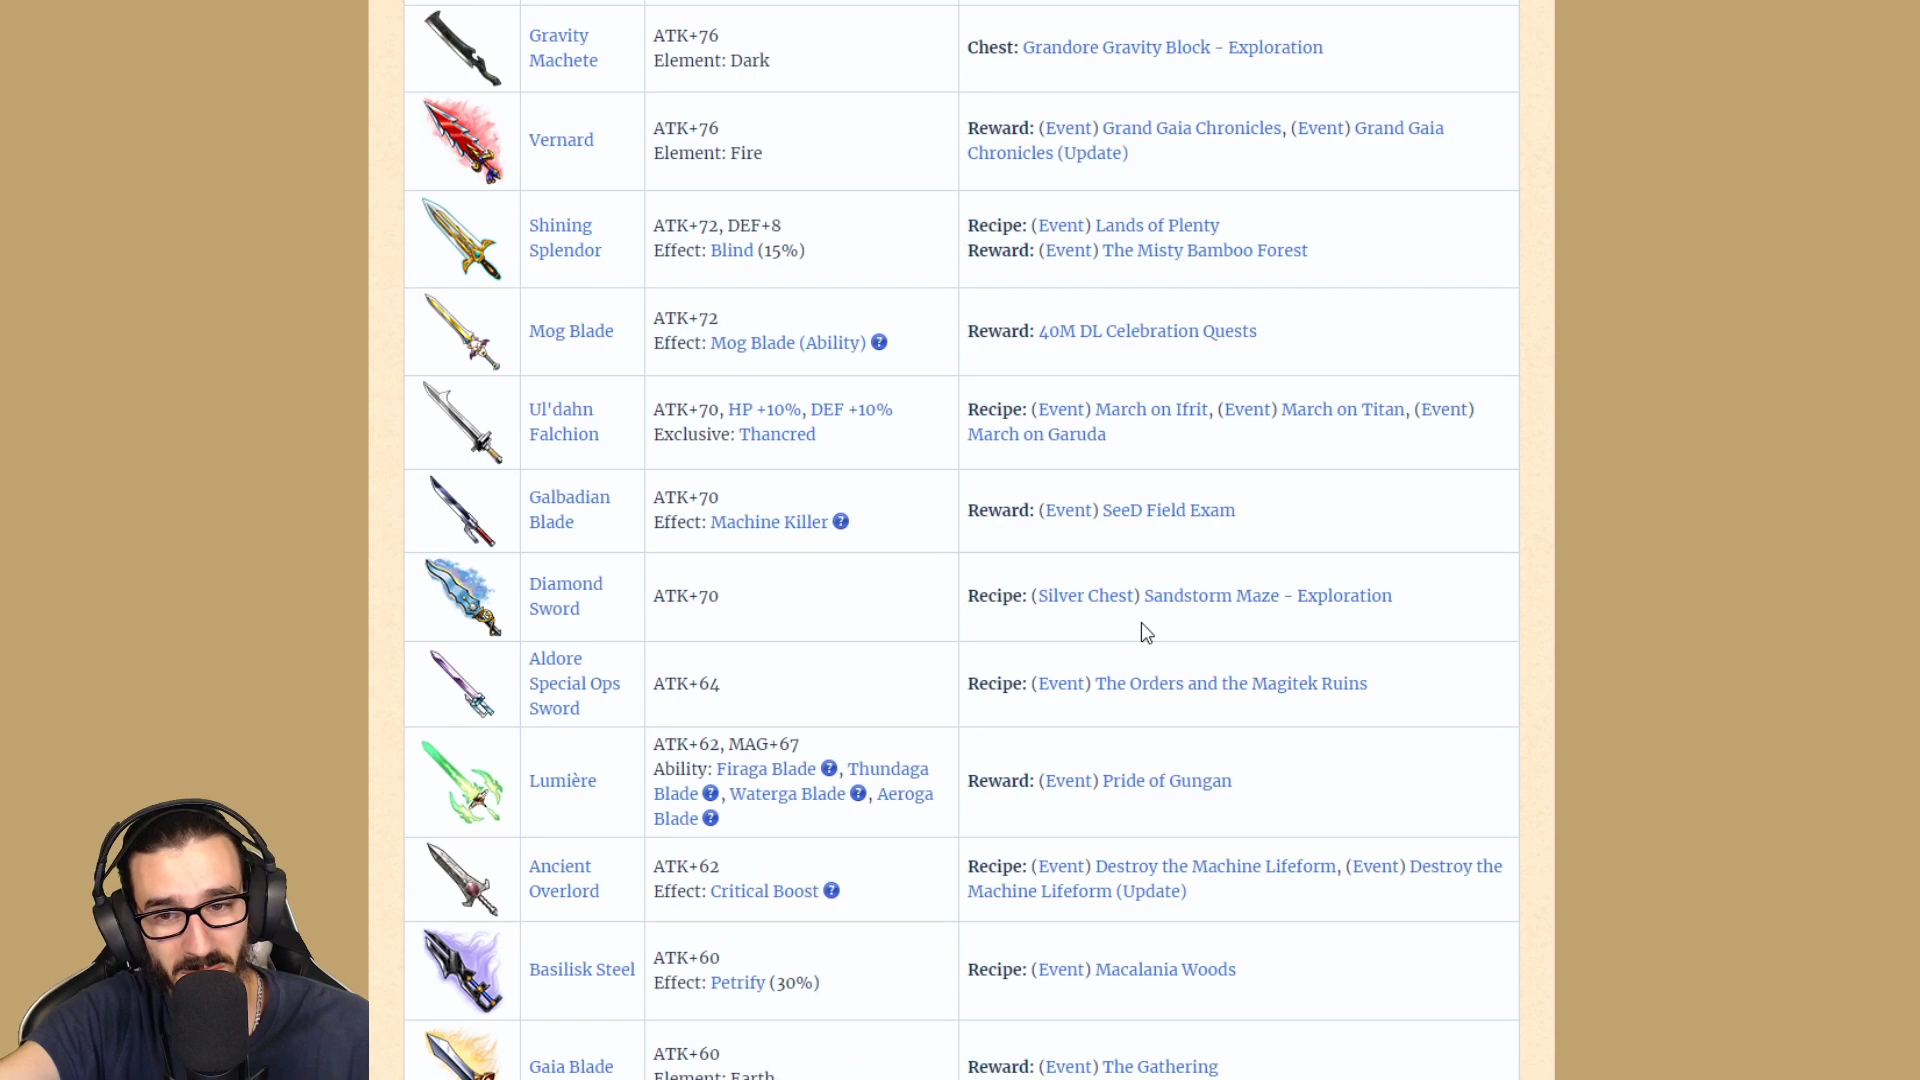 Gravity
Machete
ATK+76
Element: Dark
Chest: Grandore Gravity Block - Exploration
Vernard
ATK+76
Element: Fire
Reward: (Event) Grand Gaia Chronicles, (Event) Grand Gaia
Chronicles (Update)
Shining
Splendor
ATK+72, DEF+8
Effect: Blind (15%)
Recipe: (Event) Lands of Plenty
Reward: (Event) The Misty Bamboo Forest
Mog Blade
ATK+72
Effect: Mog Blade (Ability) ?
Reward: 40M DL Celebration Quests
Ul'dahn
Falchion
ATK+70, HP +10%, DEF +10%
Exclusive: Thancred
Recipe: (Event) March on Ifrit, (Event) March on Titan, (Event)
March on Garuda
Galbadian
Blade
ATK+70
Effect: Machine Killer ?
Reward: (Event) SeeD Field Exam
Diamond
Sword
ATK+70
Recipe: (Silver Chest) Sandstorm Maze - Exploration
Aldore
Special Ops
Sword
ATK+64
Recipe: (Event) The Orders and the Magitek Ruins
Lumière
ATK+62, MAG+67
Ability: Firaga Blade ?, Thundaga
Blade ?, Waterga Blade ?, Aeroga
Blade ?
Reward: (Event) Pride of Gungan
Ancient
Overlord
ATK+62
Effect: Critical Boost ?
Recipe: (Event) Destroy the Machine Lifeform, (Event) Destroy the
Machine Lifeform (Update)
Basilisk Steel
ATK+60
Effect: Petrify (30%)
Recipe: (Event) Macalania Woods
Gaia Blade
ATK+60
Element: Earth
Reward: (Event) The Gathering